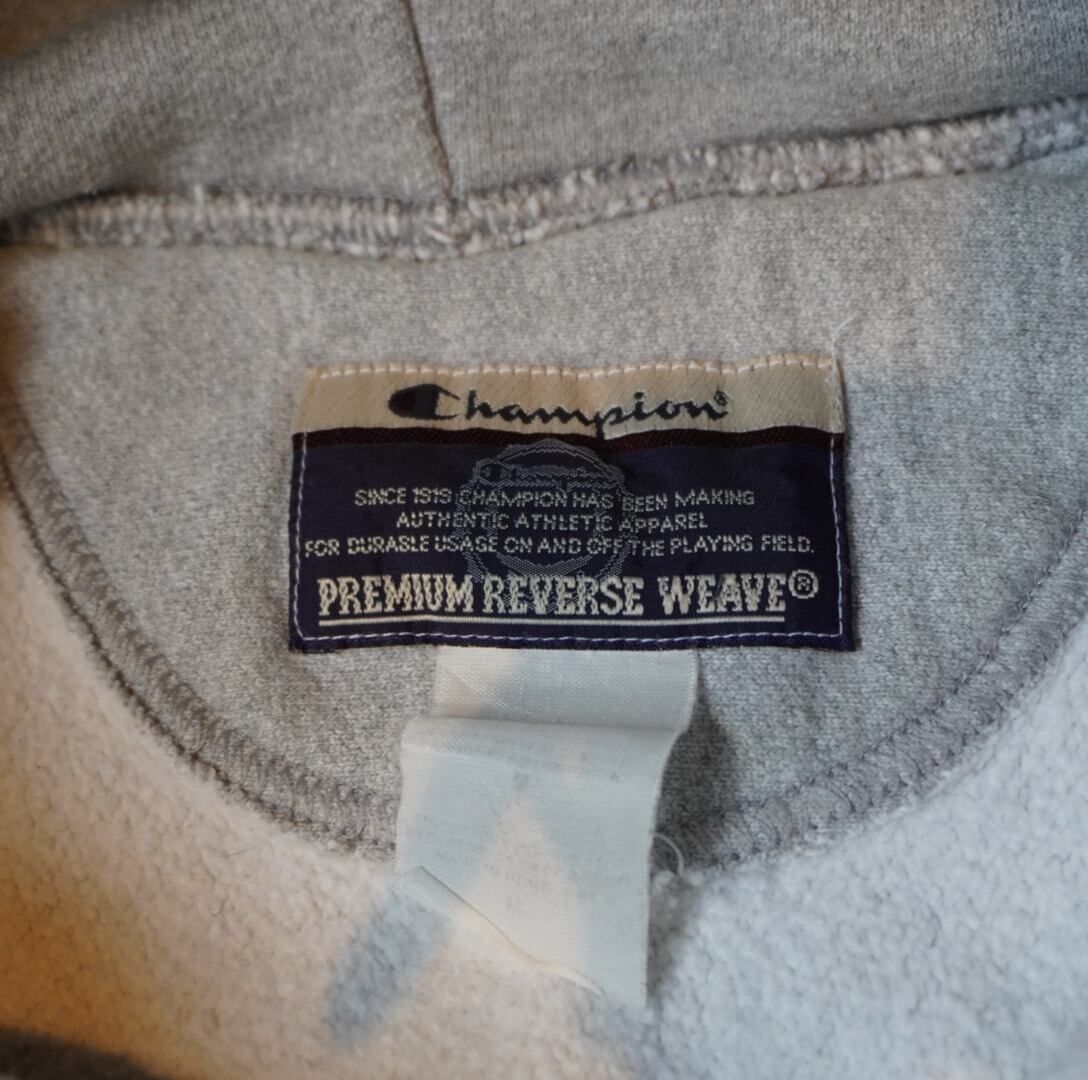 Champion®
SINCE 1919 CHAMPION HAS BEEN MAKING
AUTHENTIC ATHLETIC APPAREL
FOR DURABLE USAGE ON AND OFF THE PLAYING FIELD.
PREMIUM REVERSE WEAVE®